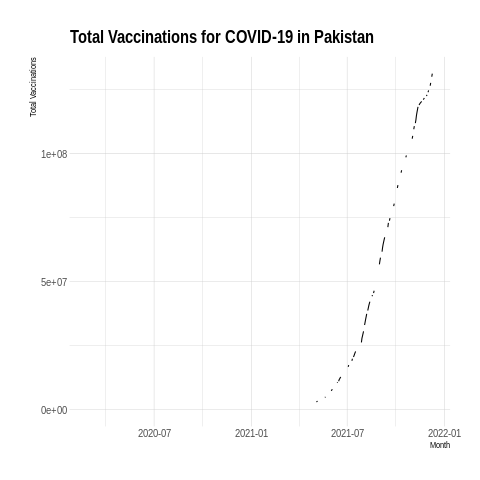 Total Vaccinations for COVID-19 in Pakistan
Total Vaccinations
1e+08
5e+07
0e+00
2020-07 2021-01 2021-07 2022-01
Month